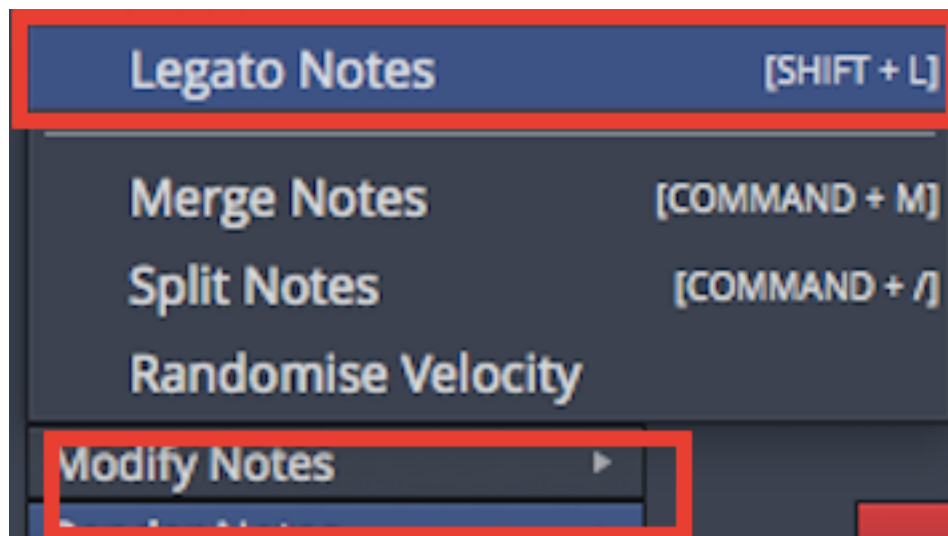 Legato Notes [SHIFT + L]
Merge Notes [COMMAND + M]
Split Notes [COMMAND + /]
Randomise Velocity
Modify Notes